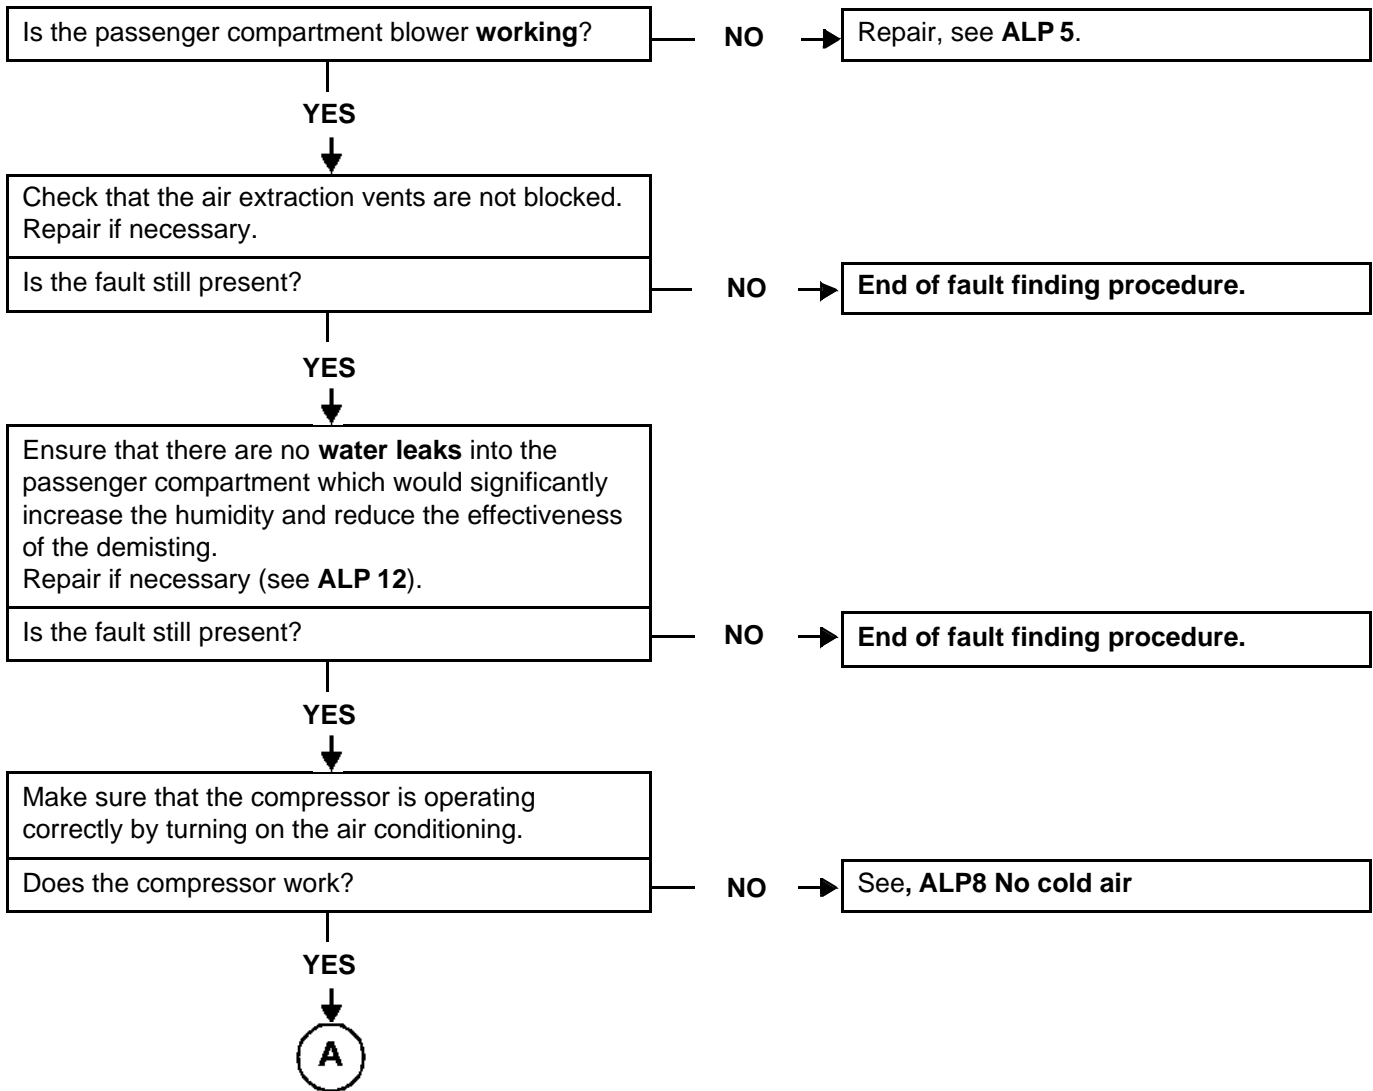 Is the passenger compartment blower working?
NO
Repair, see ALP 5.
YES
Check that the air extraction vents are not blocked.
Repair if necessary.
Is the fault still present?
NO
End of fault finding procedure.
YES
Ensure that there are no water leaks into the
passenger compartment which would significantly
increase the humidity and reduce the effectiveness
of the demisting.
Repair if necessary (see ALP 12).
Is the fault still present?
NO
End of fault finding procedure.
YES
Make sure that the compressor is operating
correctly by turning on the air conditioning.
Does the compressor work?
NO
See, ALP8 No cold air
YES
A